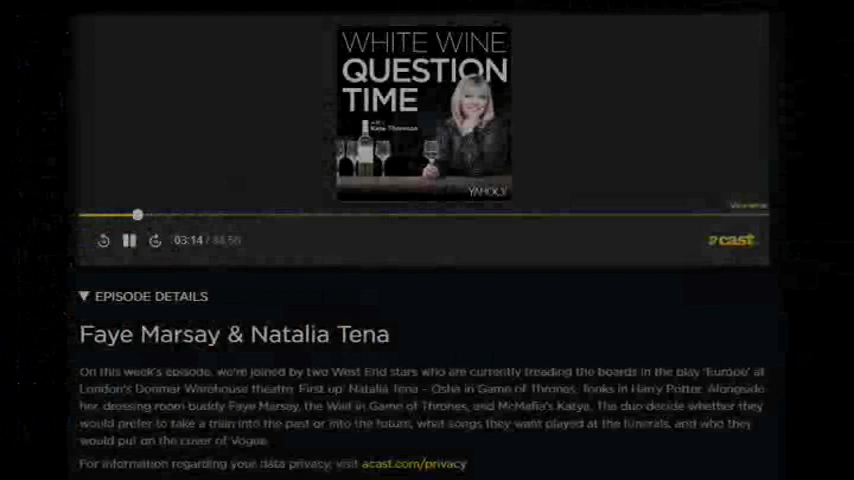 WHITE WINE
QUESTION
TIME
WITH
Kate Thornton
YAHOO!
03:14 / 38:56
acast
▼ EPISODE DETAILS
Faye Marsay & Natalia Tena
On this week's episode, we're joined by two West End stars who are currently treading the boards in the play 'Europe' at
London's Donmar Warehouse theatre. First up: Natalia Tena – Osha in Game of Thrones, Tonks in Harry Potter. Alongside
her, dressing room buddy Faye Marsay, the Waif in Game of Thrones, and McMafia's Katya. The duo decide whether they
would prefer to take a train into the past or into the future, what songs they want played at the funerals, and who they
would put on the cover of Vogue.
For information regarding your data privacy, visit acast.com/privacy